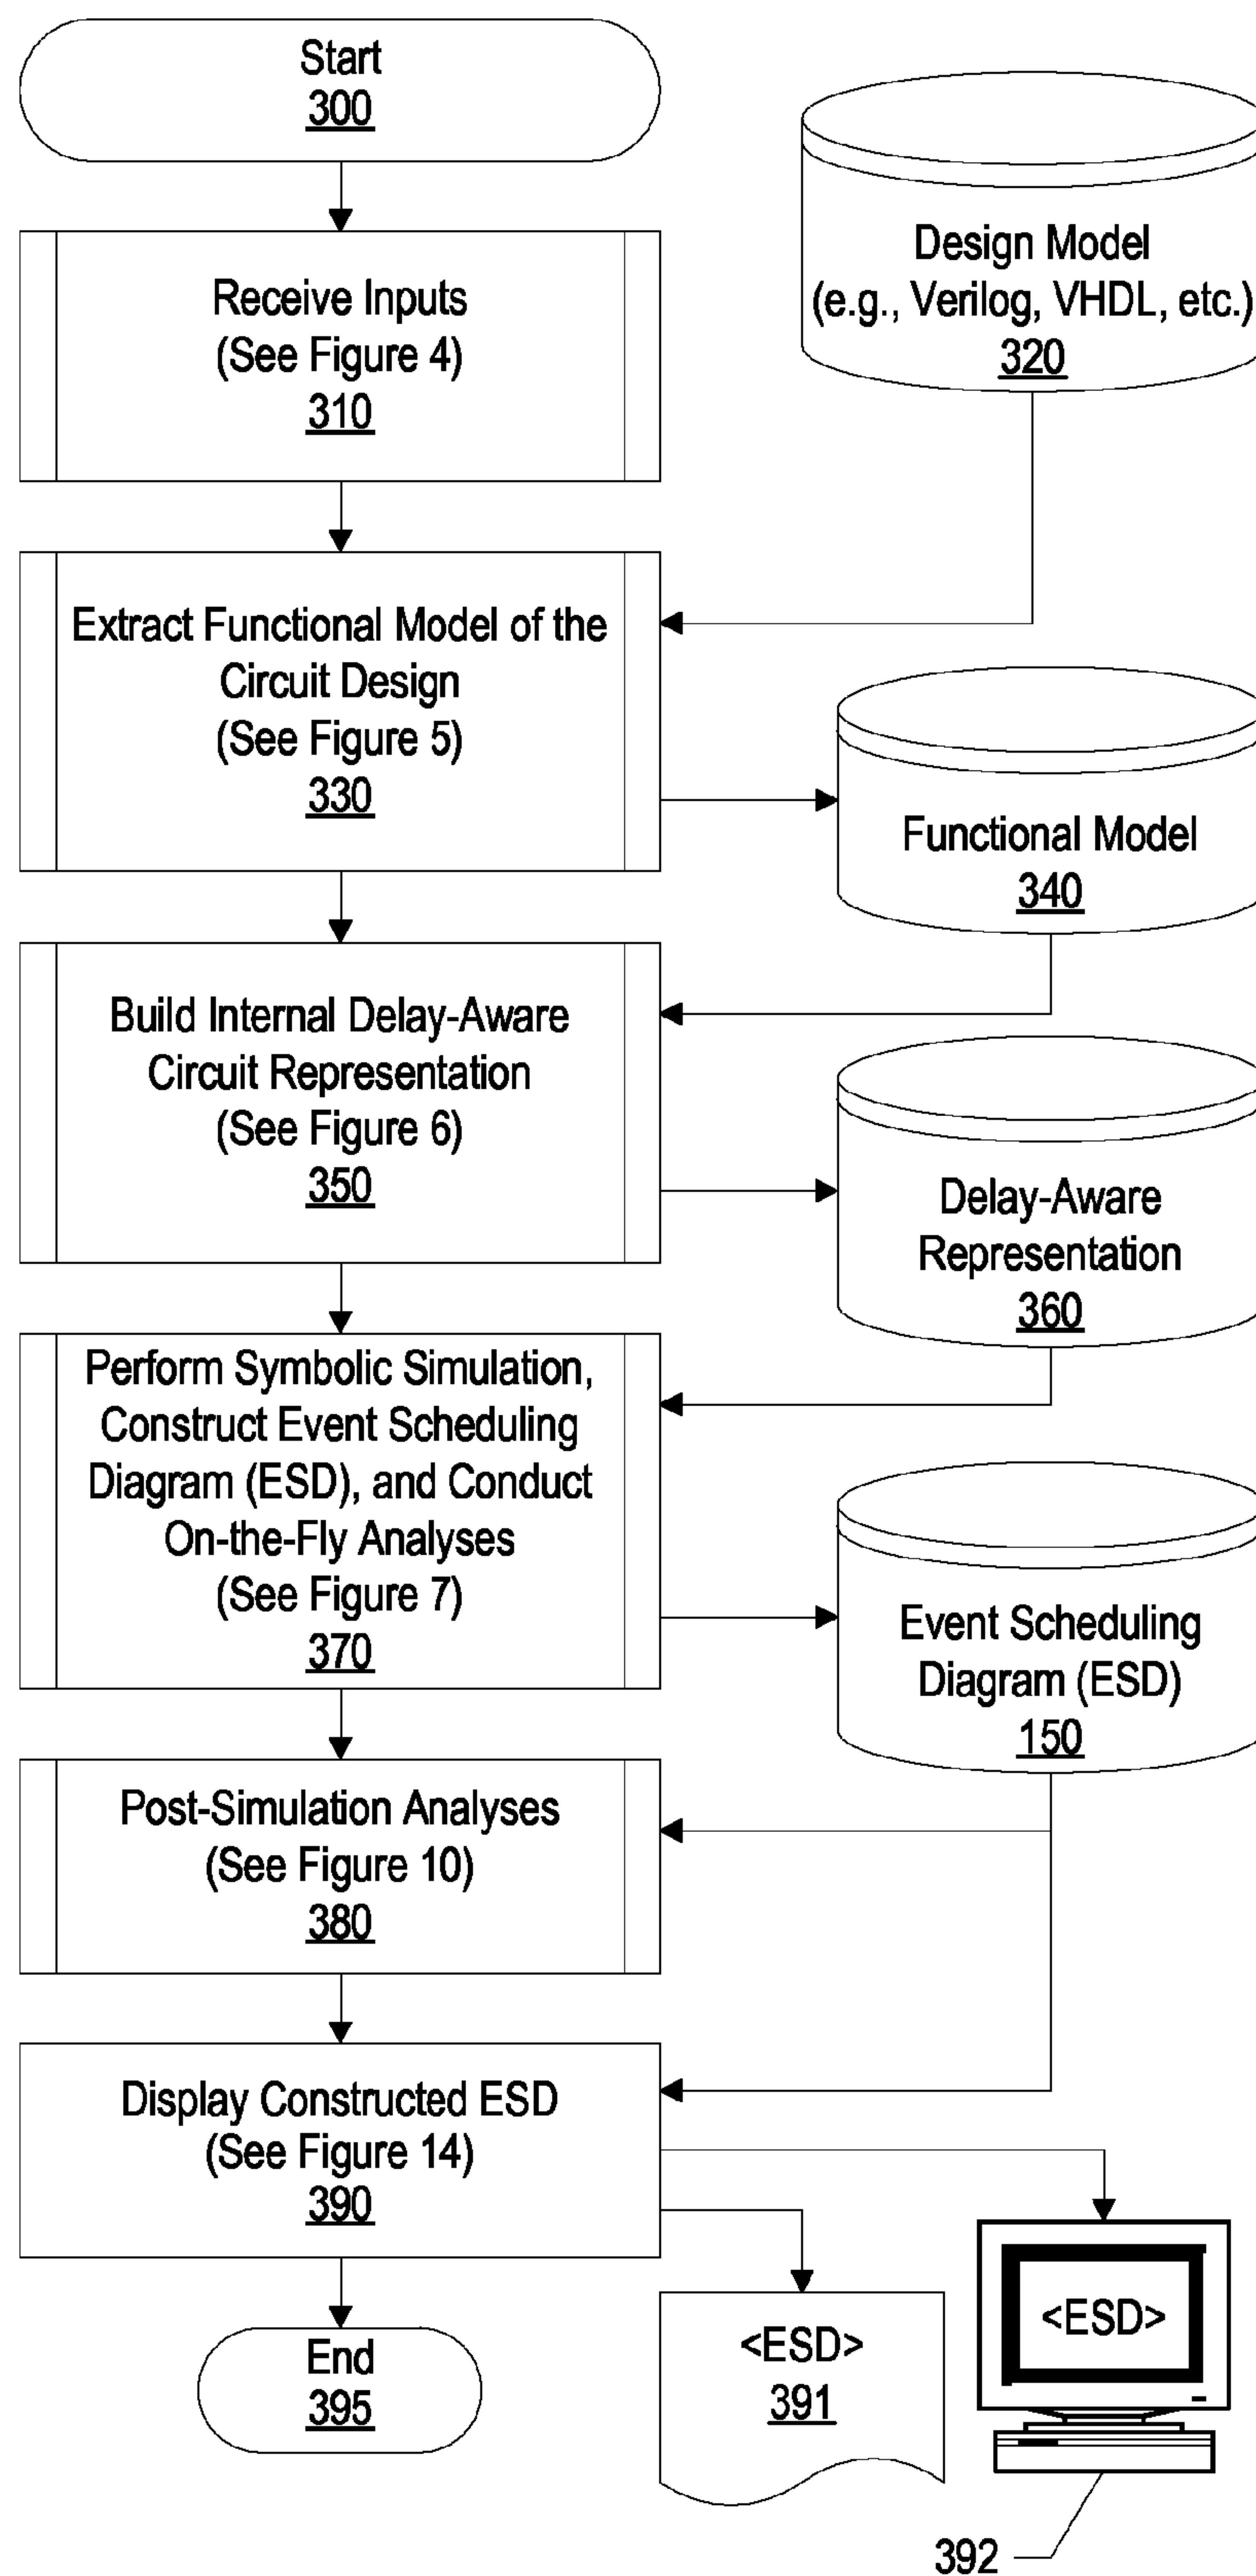 Start
300
Design Model
(e.g., Verilog, VHDL, etc.)
320
Receive Inputs
(See Figure 4)
310
Extract Functional Model of the
Circuit Design
(See Figure 5)
330
Functional Model
340
Build Internal Delay-Aware
Circuit Representation
(See Figure 6)
350
Delay-Aware
Representation
360
Perform Symbolic Simulation,
Construct Event Scheduling
Diagram (ESD), and Conduct
On-the-Fly Analyses
(See Figure 7)
370
Event Scheduling
Diagram (ESD)
150
Post-Simulation Analyses
(See Figure 10)
380
Display Constructed ESD
(See Figure 14)
390
End
395
<ESD>
391
<ESD>
392